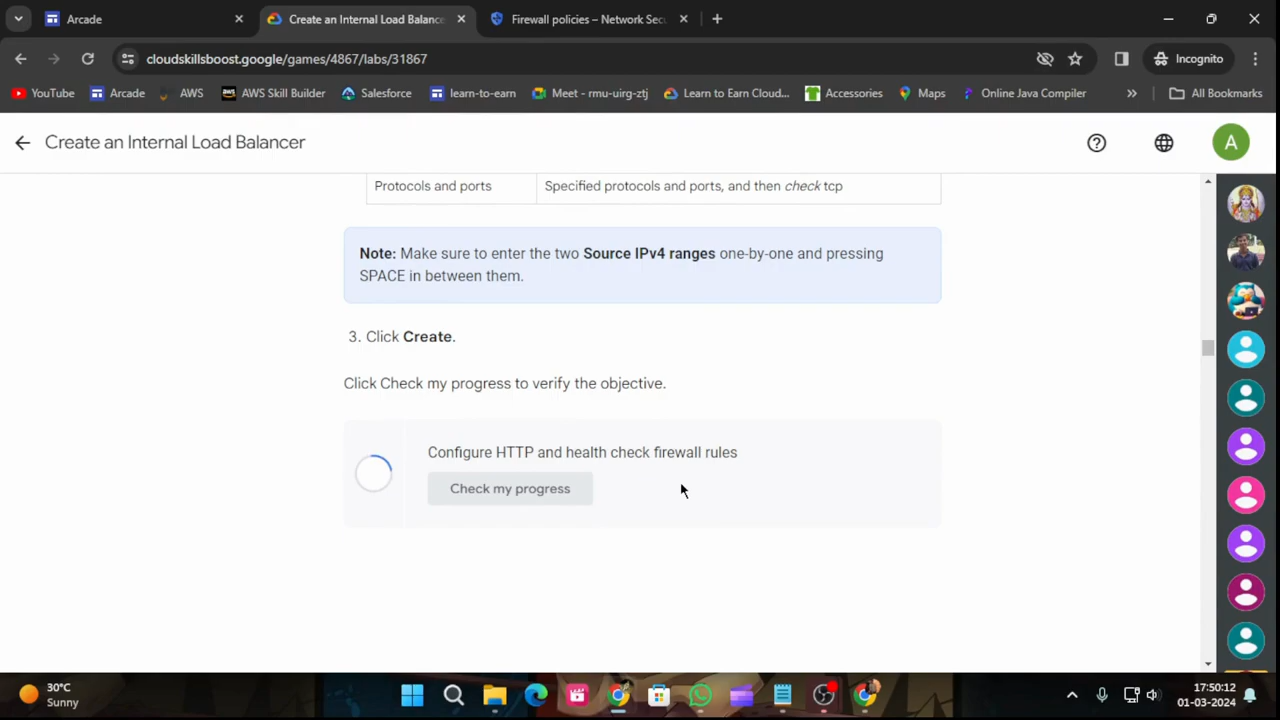 Arcade
Create an Internal Load Balance
Firewall policies – Network Sec
cloudskillsboost.google/games/4867/labs/31867
Incognito
YouTube
Arcade
AWS
AWS Skill Builder
Salesforce
learn-to-earn
Meet - rmu-uirg-ztj
Learn to Earn Cloud...
Accessories
Maps
Online Java Compiler
All Bookmarks
Create an Internal Load Balancer
A
Protocols and ports
Specified protocols and ports, and then check tcp
Note: Make sure to enter the two Source IPv4 ranges one-by-one and pressing
SPACE in between them.
3. Click Create.
Click Check my progress to verify the objective.
Configure HTTP and health check firewall rules
Check my progress
30°C
Sunny
17:50:12
01-03-2024